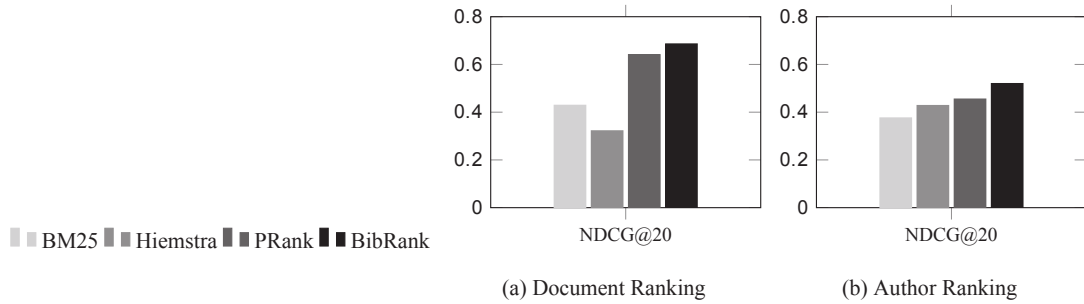 0.8
0.6
0.4
0.2
0
NDCG@20
(a) Document Ranking
0.8
0.6
0.4
0.2
0
NDCG@20
(b) Author Ranking
BM25 Hiemstra PRank BibRank